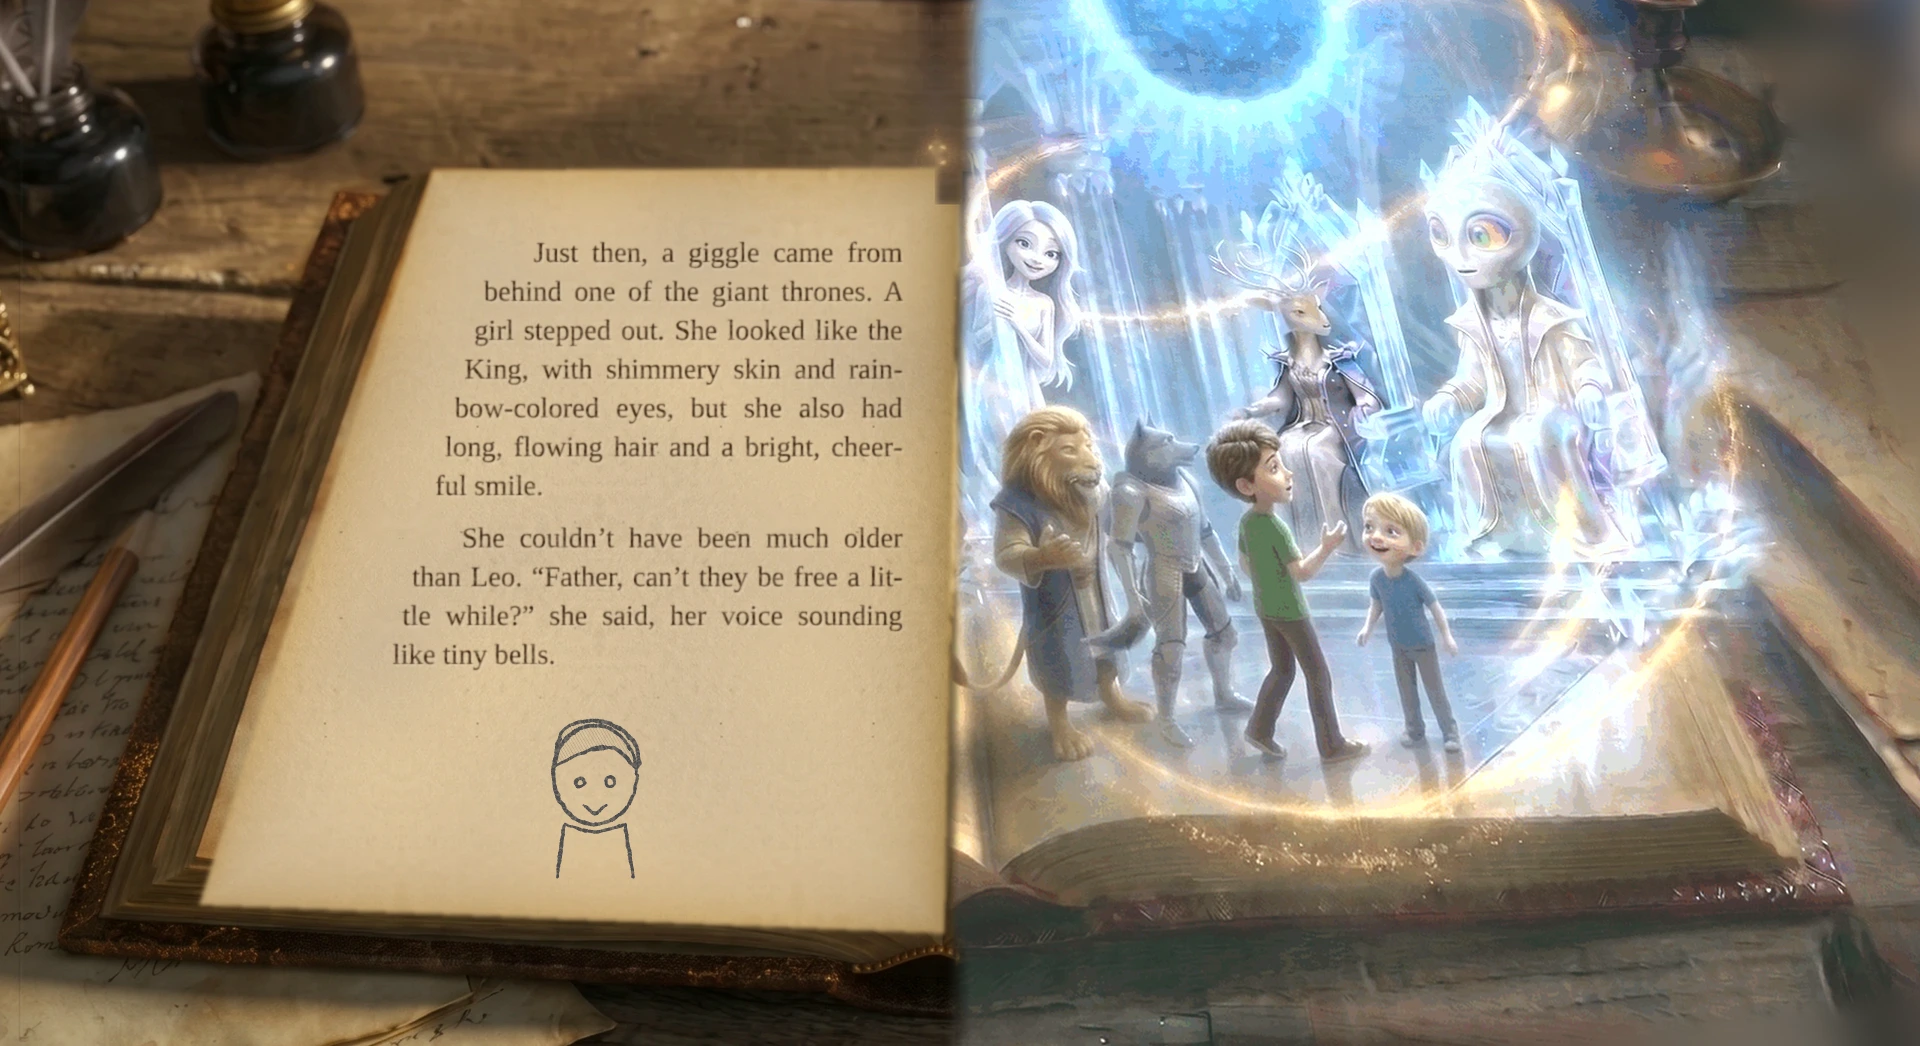 Just then, a giggle came from
behind one of the giant thrones. A
girl stepped out. She looked like the
King, with shimmery skin and rain-
bow-colored eyes, but she also had
long, flowing hair and a bright, cheer-
ful smile.
She couldn’t have been much older
than Leo. “Father, can’t they be free a lit-
tle while?” she said, her voice sounding
like tiny bells.